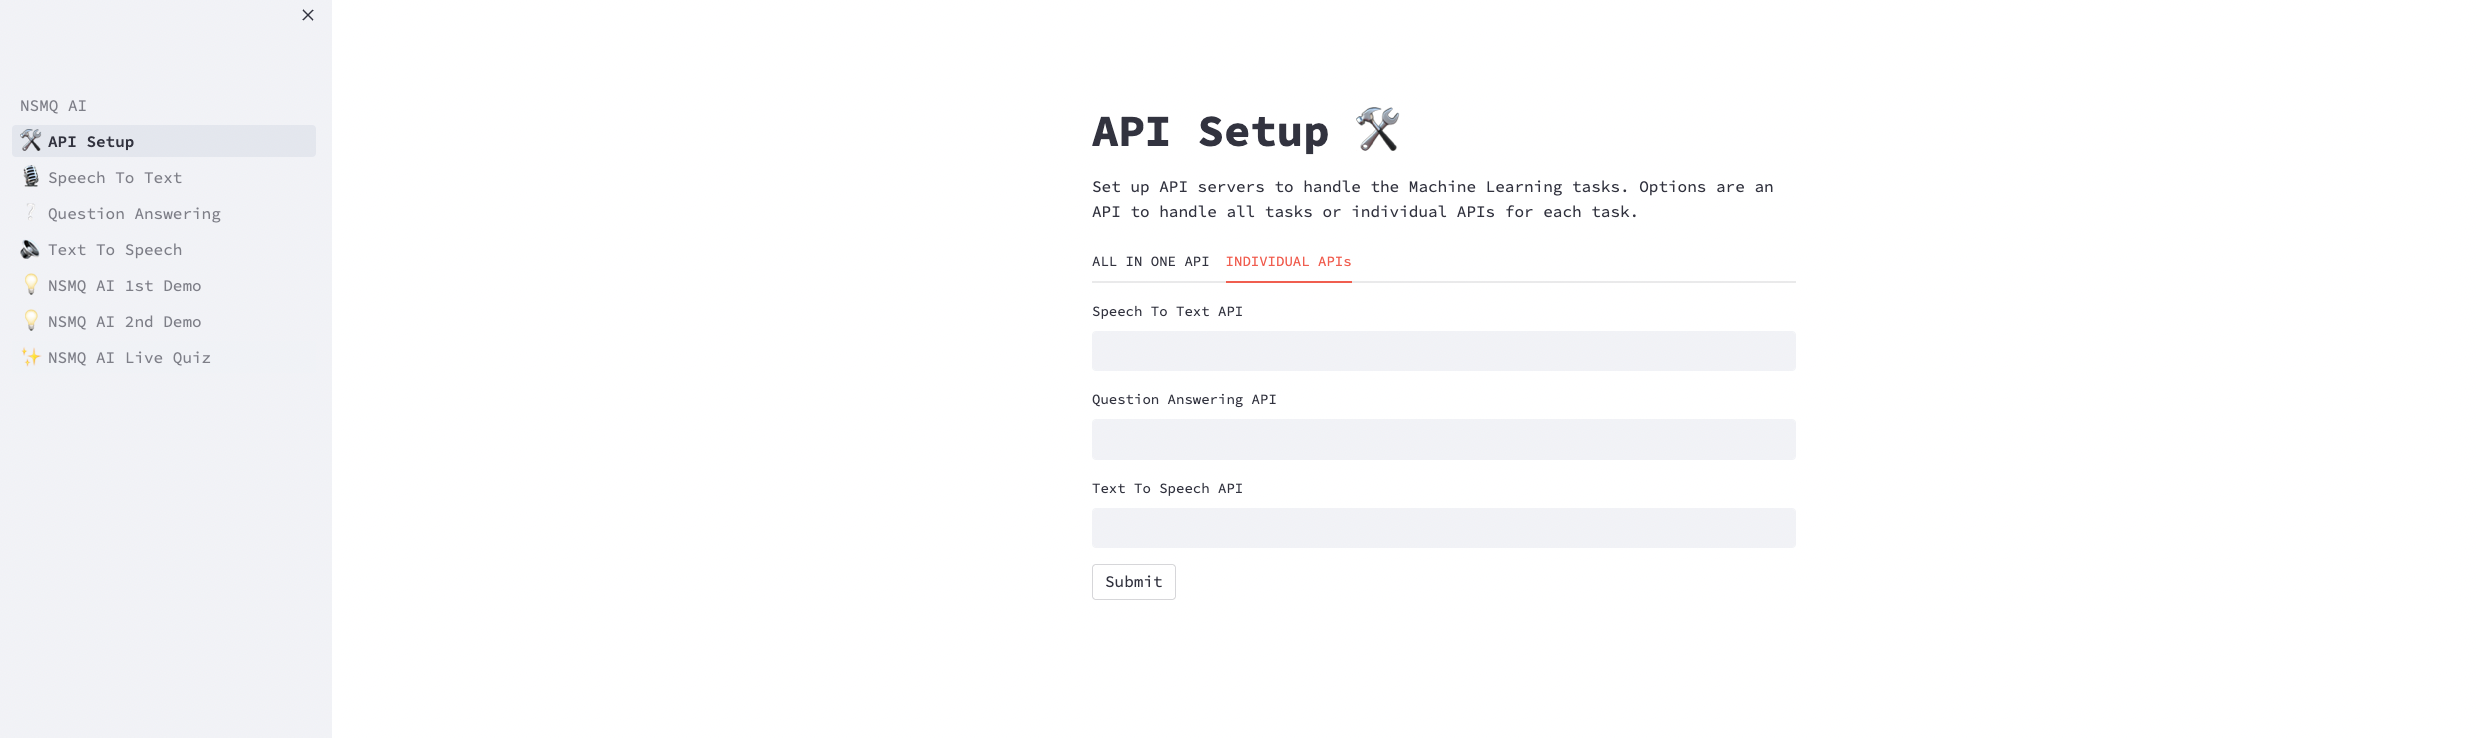 NSMQ AI
API Setup
Speech To Text
Question Answering
Text To Speech
NSMQ AI 1st Demo
NSMQ AI 2nd Demo
NSMQ AI Live Quiz
API Setup
Set up API servers to handle the Machine Learning tasks. Options are an
API to handle all tasks or individual APIs for each task.
ALL IN ONE API INDIVIDUAL APIs
Speech To Text API
Question Answering API
Text To Speech API
Submit